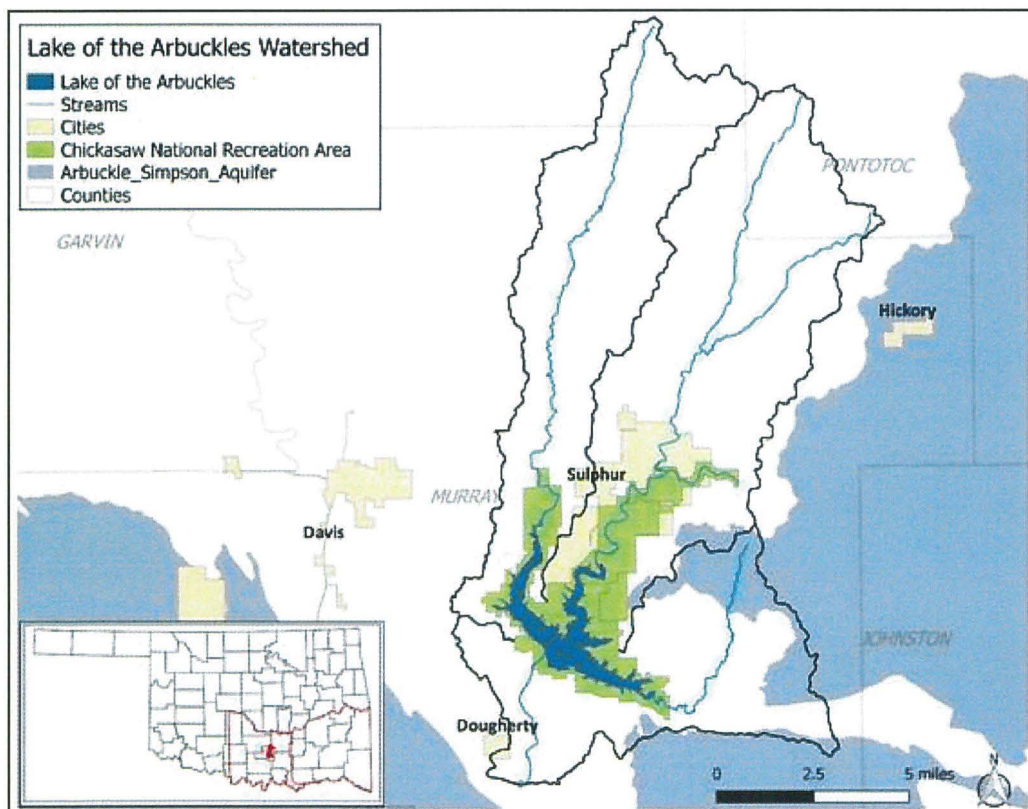 Lake of the Arbuckles Watershed
Lake of the Arbuckles
Streams
Cities
Chickasaw National Recreation Area
Arbuckle_Simpson_Aquifer
Counties
PONTOTOC
GARVIN
Hickory
Sulphur
MURRAY
Davis
JOHNSTON
Dougherty
0 2.5 5 miles
N